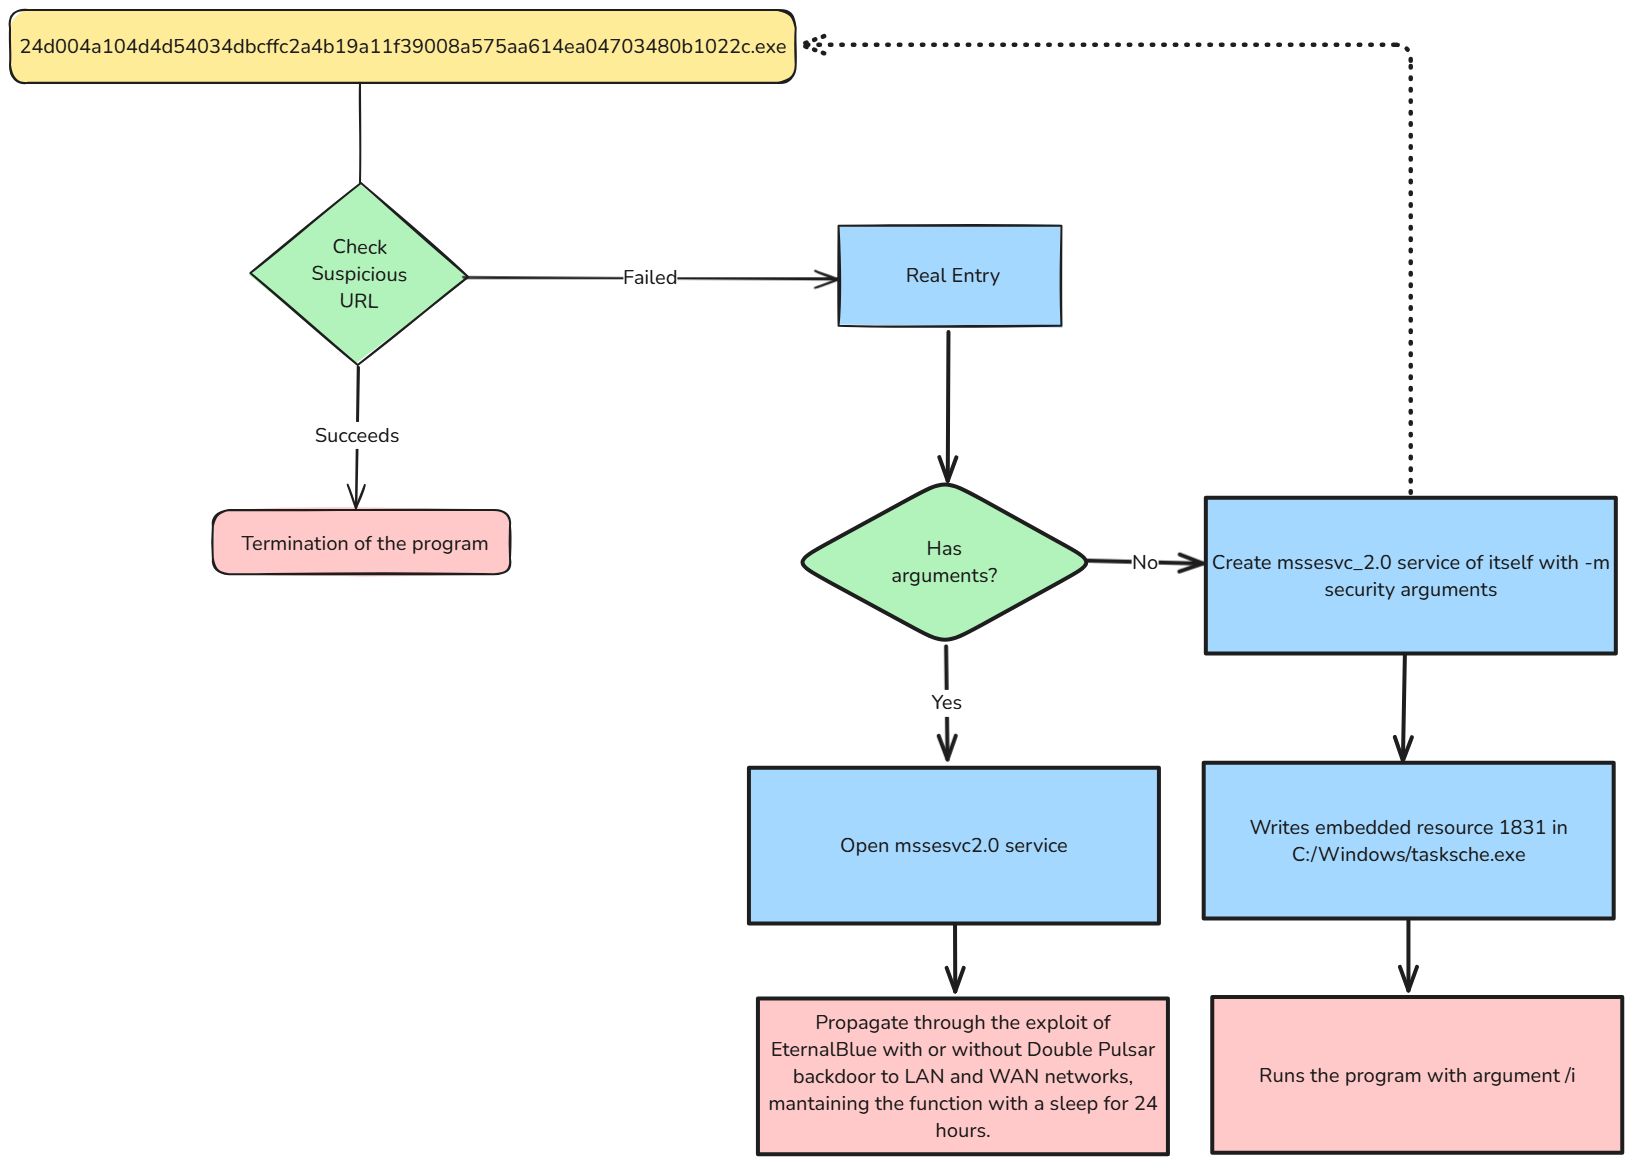 24d004a104d4d54034dbcffc2a4b19a11f39008a575aa614ea04703480b1022c.exe
Check
Suspicious
URL
Failed
Real Entry
Succeeds
Termination of the program
Has
arguments?
No
Create mssesvc_2.0 service of itself with -m
security arguments
Yes
Open mssesvc2.0 service
Writes embedded resource 1831 in
C:/Windows/tasksche.exe
Propagate through the exploit of
EternalBlue with or without Double Pulsar
backdoor to LAN and WAN networks,
mantaining the function with a sleep for 24
hours.
Runs the program with argument /i